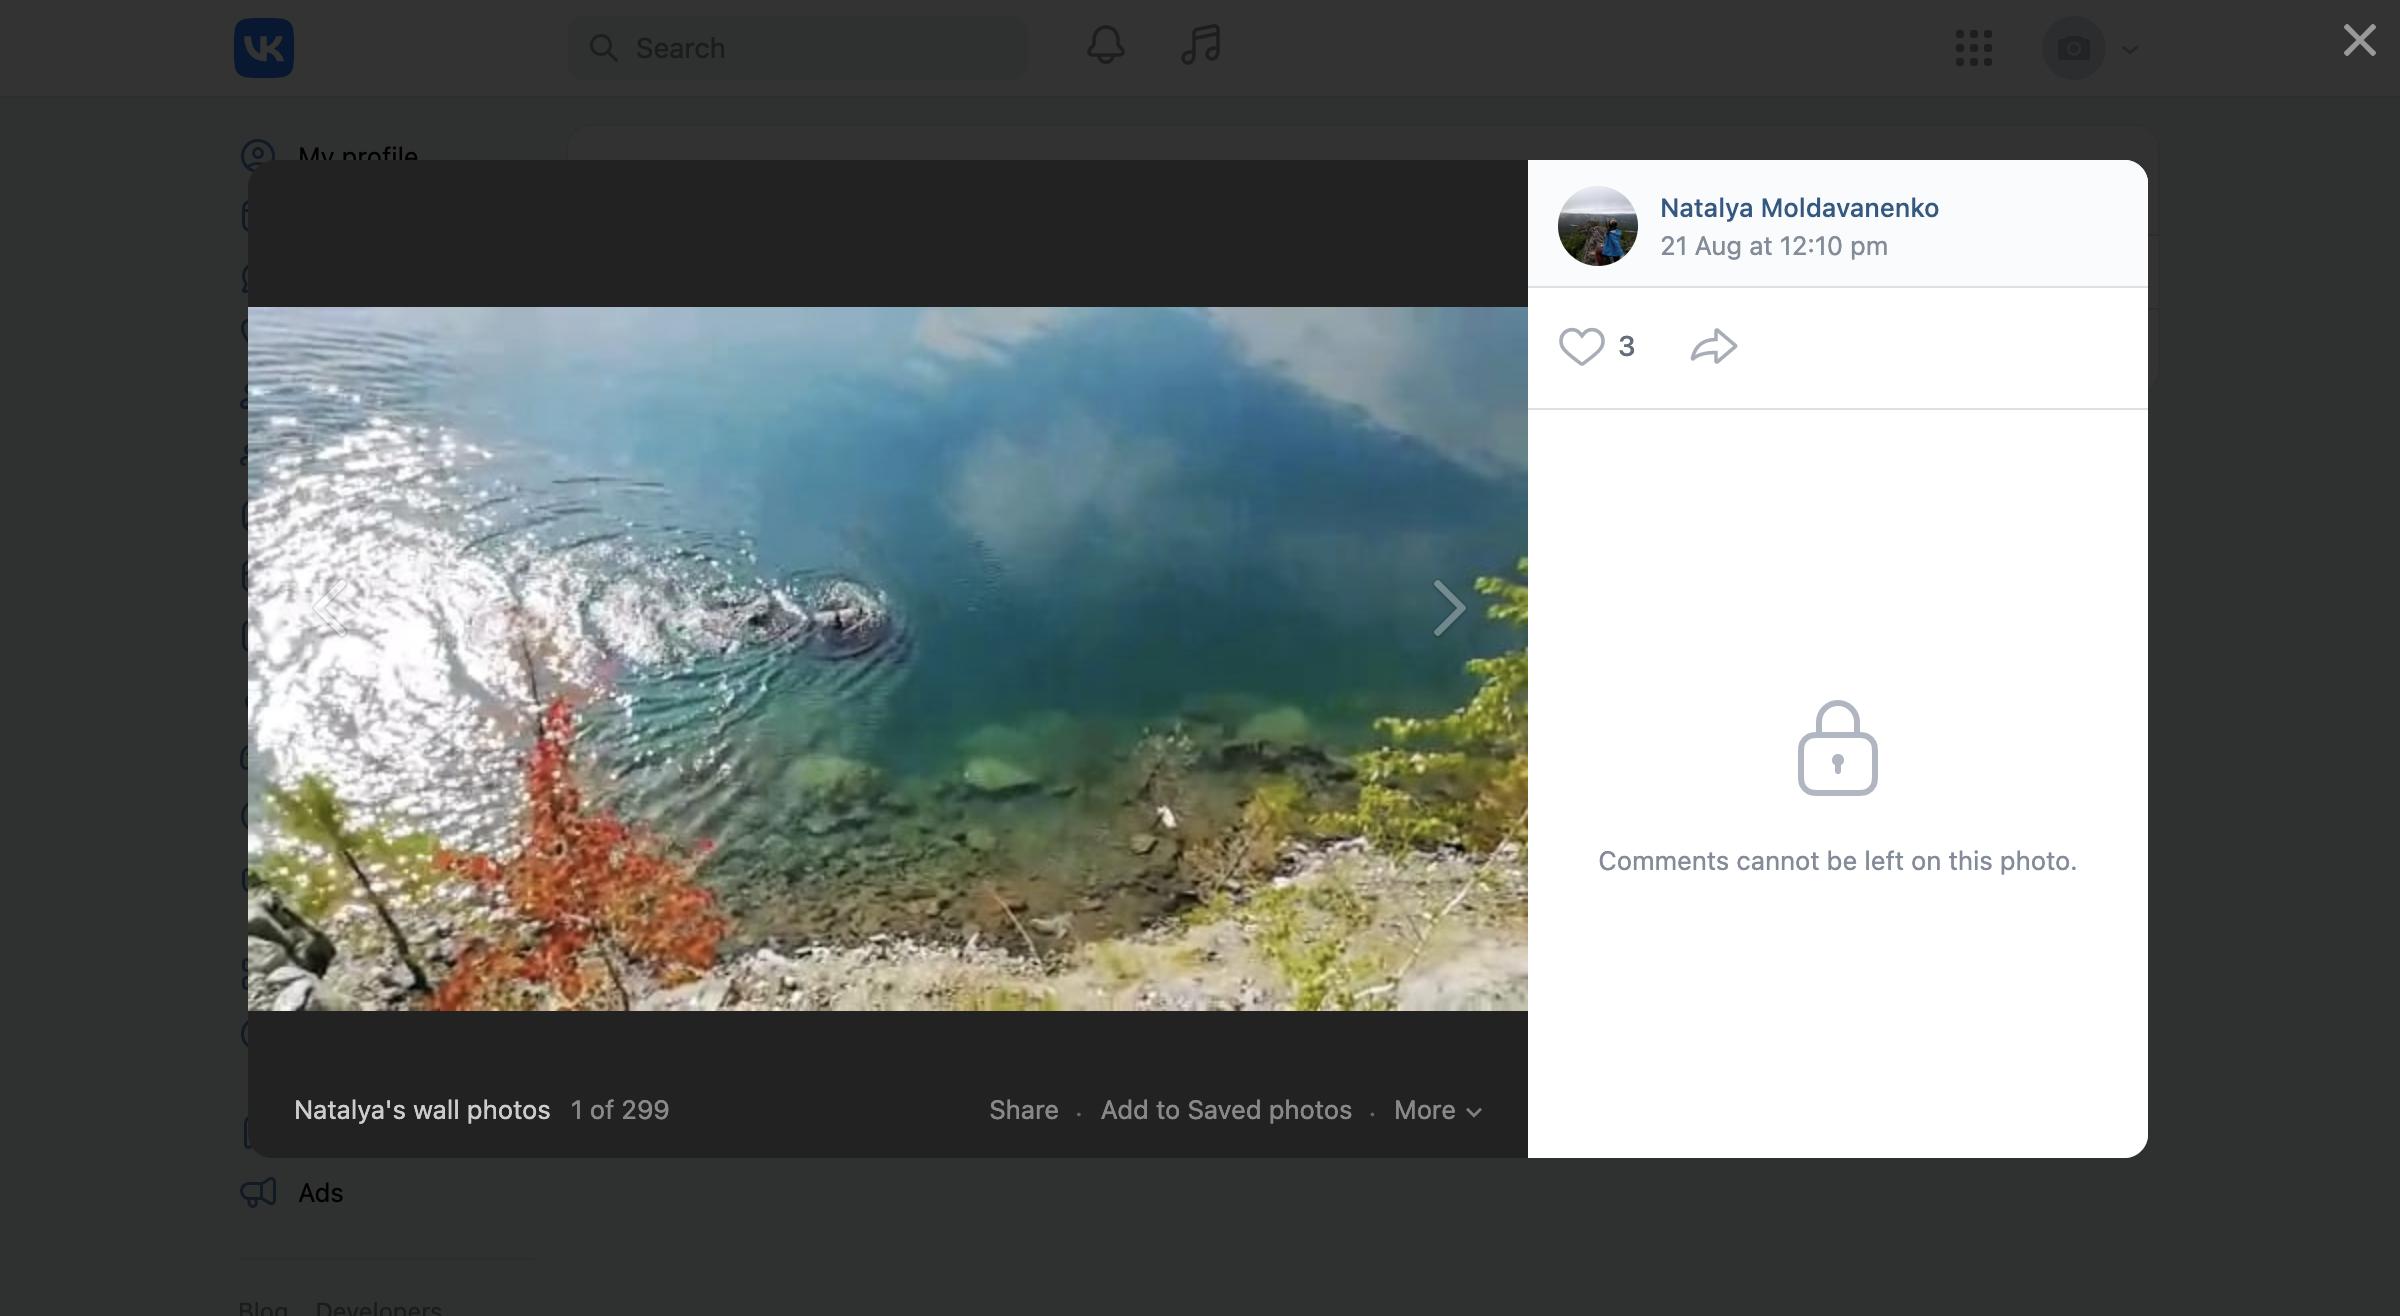 VK
Search
My profile
Natalya Moldavanenko
21 Aug at 12:10 pm
3
Comments cannot be left on this photo.
Natalya's wall photos 1 of 299
Share · Add to Saved photos · More
Ads
Blog Developers